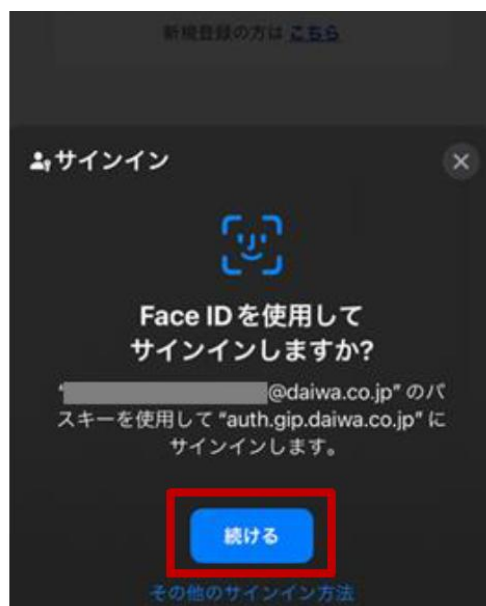 新規登録の方は こちら
サインイン
Face IDを使用して
サインインしますか?
“@daiwa.co.jp” のパ
スキーを使用して “auth.gip.daiwa.co.jp” に
サインインします。
続ける
その他のサインイン方法